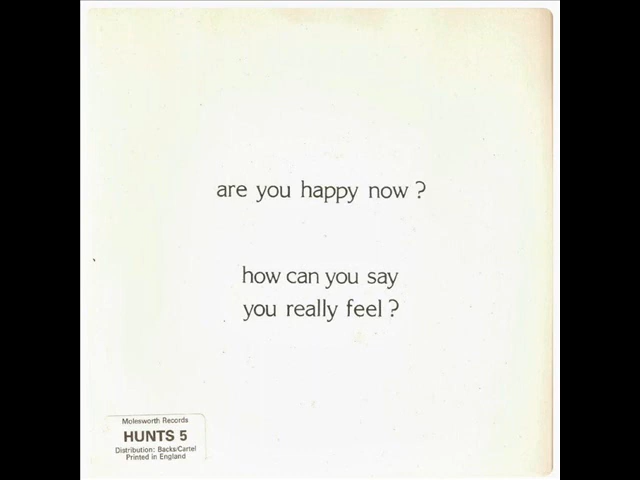 are you happy now ?
how can you say
you really feel ?
Molesworth Records
HUNTS 5
Distribution: Backs/Cartel
Printed in England